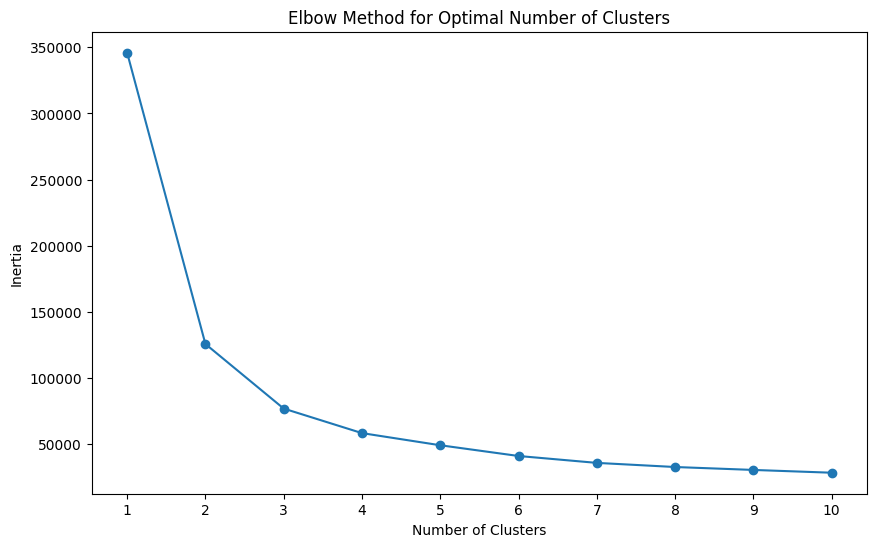 Elbow Method for Optimal Number of Clusters
350000
300000
250000
200000
150000
100000
50000
Inertia
1 2 3 4 5 6 7 8 9 10
Number of Clusters